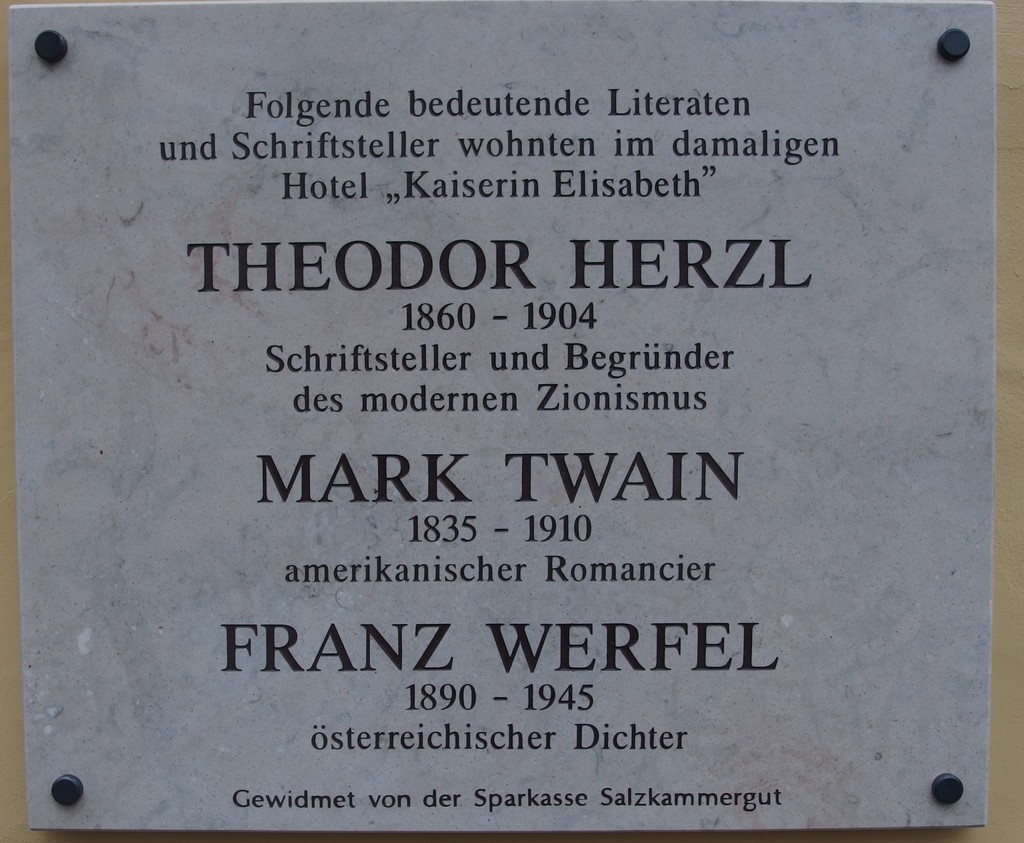 Folgende bedeutende Literaten
und Schriftsteller wohnten im damaligen
Hotel „Kaiserin Elisabeth”
THEODOR HERZL
1860 – 1904
Schriftsteller und Begründer
des modernen Zionismus
MARK TWAIN
1835 – 1910
amerikanischer Romancier
FRANZ WERFEL
1890 – 1945
österreichischer Dichter
Gewidmet von der Sparkasse Salzkammergut